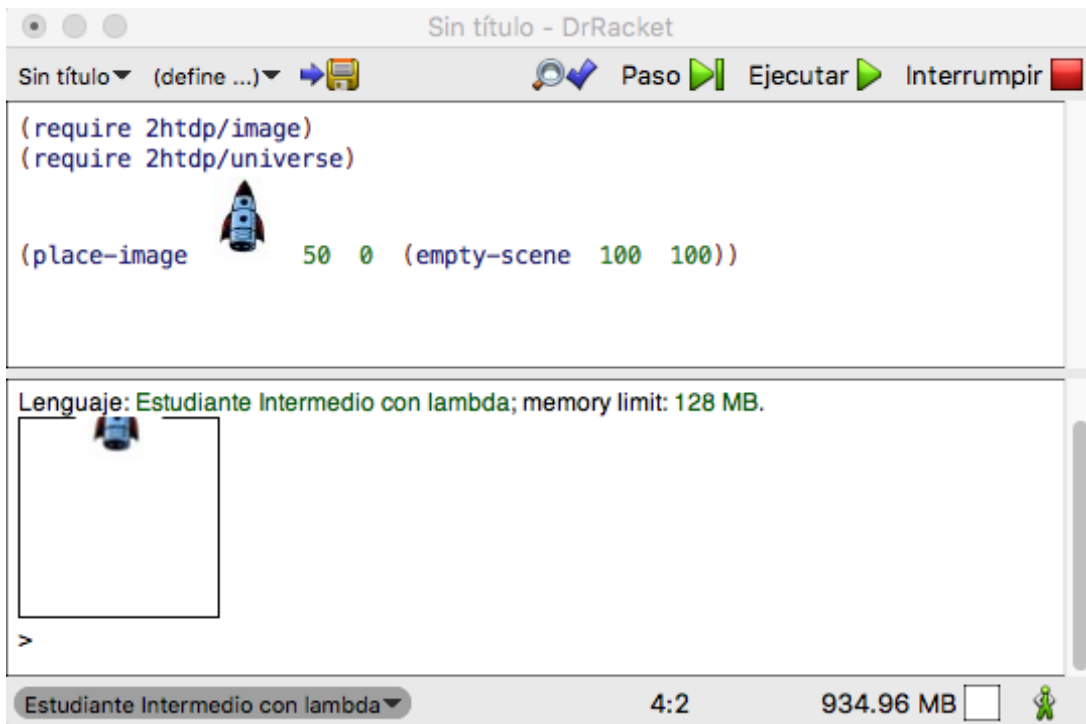 Sin título - DrRacket
Sin título (define ...) Paso Ejecutar Interrumpir
(require 2htdp/image)
(require 2htdp/universe)
(place-image 50 0 (empty-scene 100 100))
Lenguaje: Estudiante Intermedio con lambda; memory limit: 128 MB.
>
Estudiante Intermedio con lambda 4:2 934.96 MB